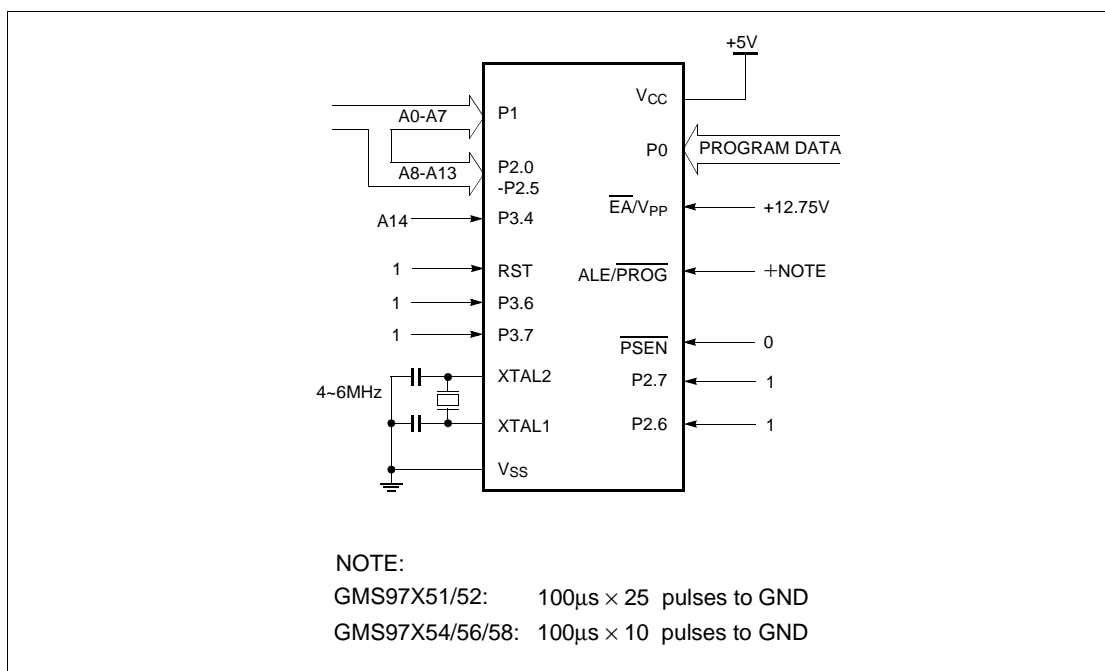 +5V
A0-A7
P1
VCC
P0
PROGRAM DATA
A8-A13
P2.0
-P2.5
EA/VPP
+12.75V
A14
P3.4
1
RST
ALE/PROG
+NOTE
1
P3.6
1
P3.7
PSEN
0
4~6MHz
XTAL2
P2.7
1
XTAL1
P2.6
1
VSS
NOTE:
GMS97X51/52: 100µs × 25 pulses to GND
GMS97X54/56/58: 100µs × 10 pulses to GND